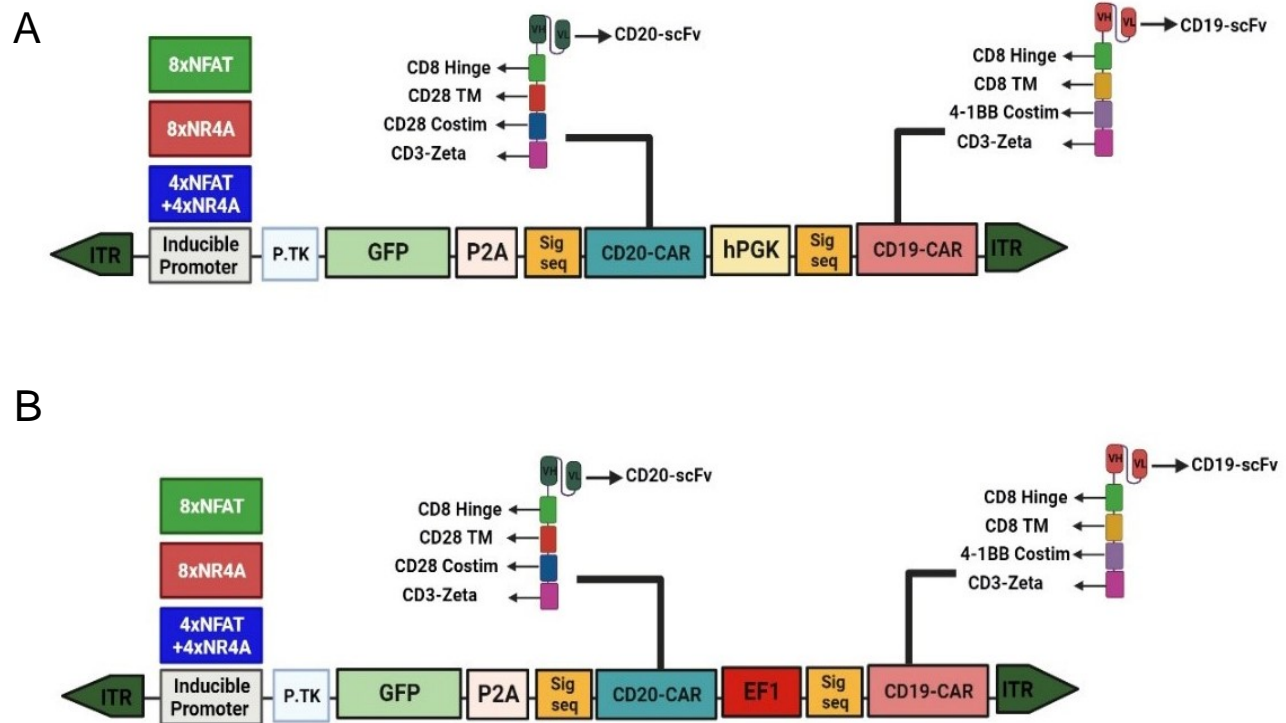 A
8xNFAT
8xNR4A
4xNFAT
+4xNR4A
VH
VL
CD20-scFv
CD8 Hinge
CD28 TM
CD28 Costim
CD3-Zeta
VH
VL
CD19-scFv
CD8 Hinge
CD8 TM
4-1BB Costim
CD3-Zeta
ITR
Inducible
Promoter
P.TK
GFP
P2A
Sig
seq
CD20-CAR
hPGK
Sig
seq
CD19-CAR
ITR
B
8xNFAT
8xNR4A
4xNFAT
+4xNR4A
VH
VL
CD20-scFv
CD8 Hinge
CD28 TM
CD28 Costim
CD3-Zeta
VH
VL
CD19-scFv
CD8 Hinge
CD8 TM
4-1BB Costim
CD3-Zeta
ITR
Inducible
Promoter
P.TK
GFP
P2A
Sig
seq
CD20-CAR
EF1
Sig
seq
CD19-CAR
ITR